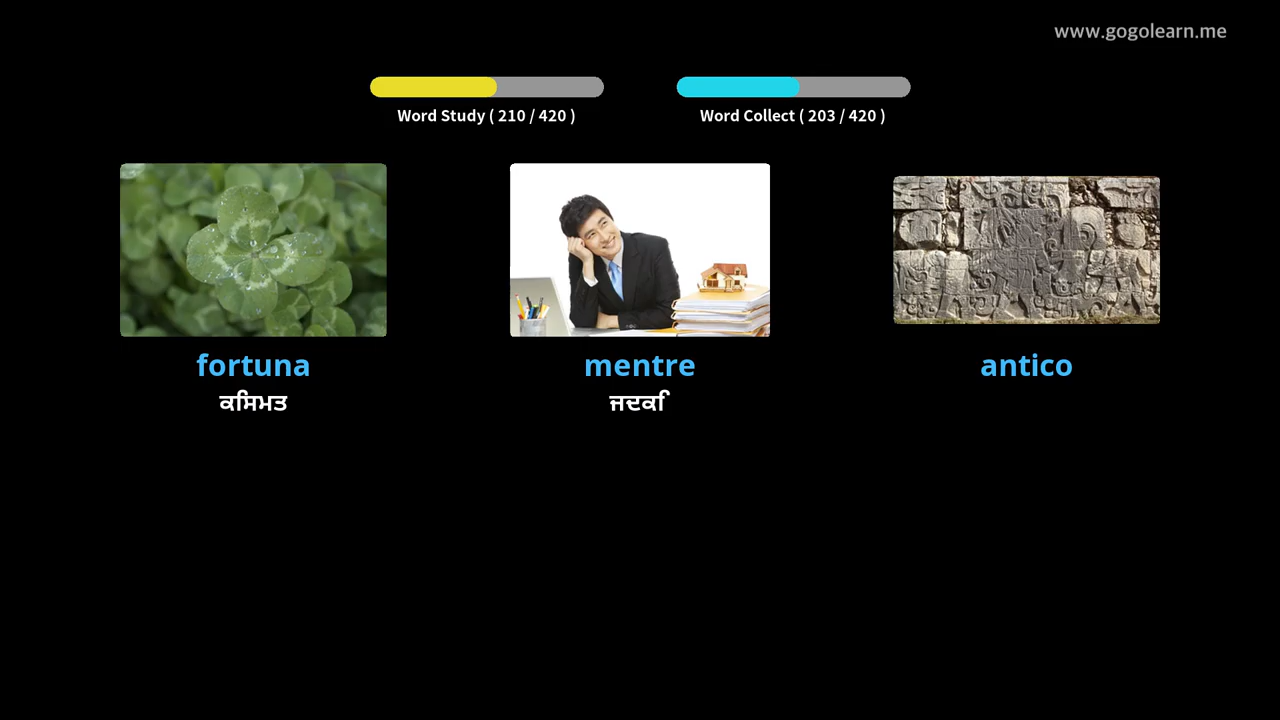 www.gogolearn.me
Word Study ( 210 / 420 )
Word Collect ( 203 / 420 )
fortuna
mentre
antico
ਕਿਸਮਤ
ਜਦਕਿ